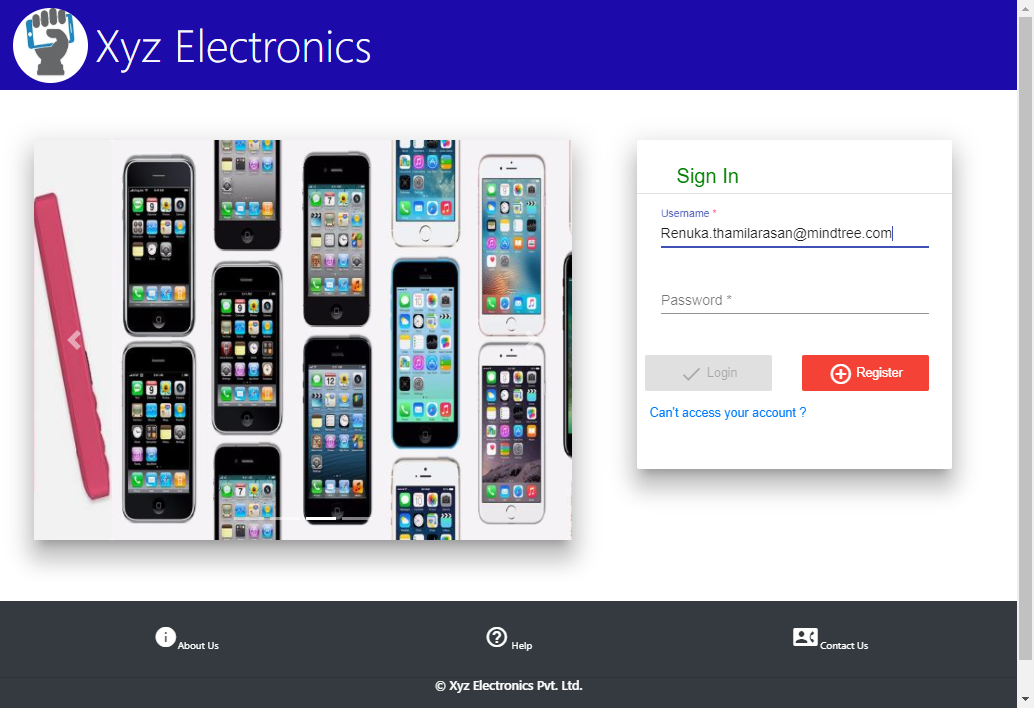 Xyz Electronics
Sign In
Username *
Renuka.thamilarasan@mindtree.com
Password *
Login
Register
Can't access your account ?
About Us
Help
Contact Us
© Xyz Electronics Pvt. Ltd.